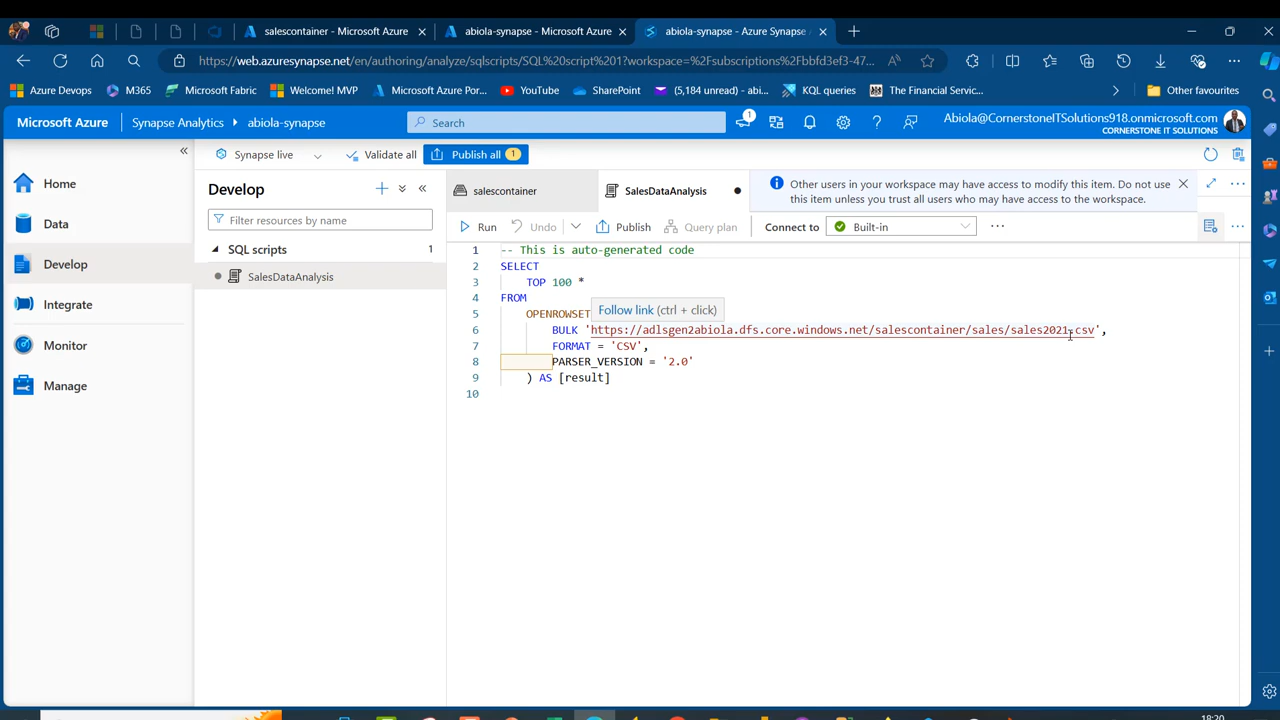 salescontainer - Microsoft Azure
abiola-synapse - Microsoft Azure
abiola-synapse - Azure Synapse
https://web.azuresynapse.net/en/authoring/analyze/sqlscripts/SQL%20script%201?workspace=%2Fsubscriptions%2Fbbfd3ef3-47...
Azure Devops
M365
Microsoft Fabric
Welcome! MVP
Microsoft Azure Por...
YouTube
SharePoint
(5,184 unread) - abi...
KQL queries
The Financial Servic...
Other favourites
Microsoft Azure
Synapse Analytics
abiola-synapse
Search
1
Abiola@CornerstoneITSolutions918.onmicrosoft.com
CORNERSTONE IT SOLUTIONS
Synapse live
Validate all
Publish all 1
Home
Data
Develop
Integrate
Monitor
Manage
Develop
Filter resources by name
SQL scripts 1
SalesDataAnalysis
salescontainer
SalesDataAnalysis
Other users in your workspace may have access to modify this item. Do not use
this item unless you trust all users who may have access to the workspace.
Run
Undo
Publish
Query plan
Connect to
Built-in
1 -- This is auto-generated code
2 SELECT
3 TOP 100 *
4 FROM
5 OPENROWSET
Follow link (ctrl + click)
6 BULK 'https://adlsgen2abiola.dfs.core.windows.net/salescontainer/sales/sales2021.csv',
7 FORMAT = 'CSV',
8 PARSER_VERSION = '2.0'
9 ) AS [result]
10
18:20